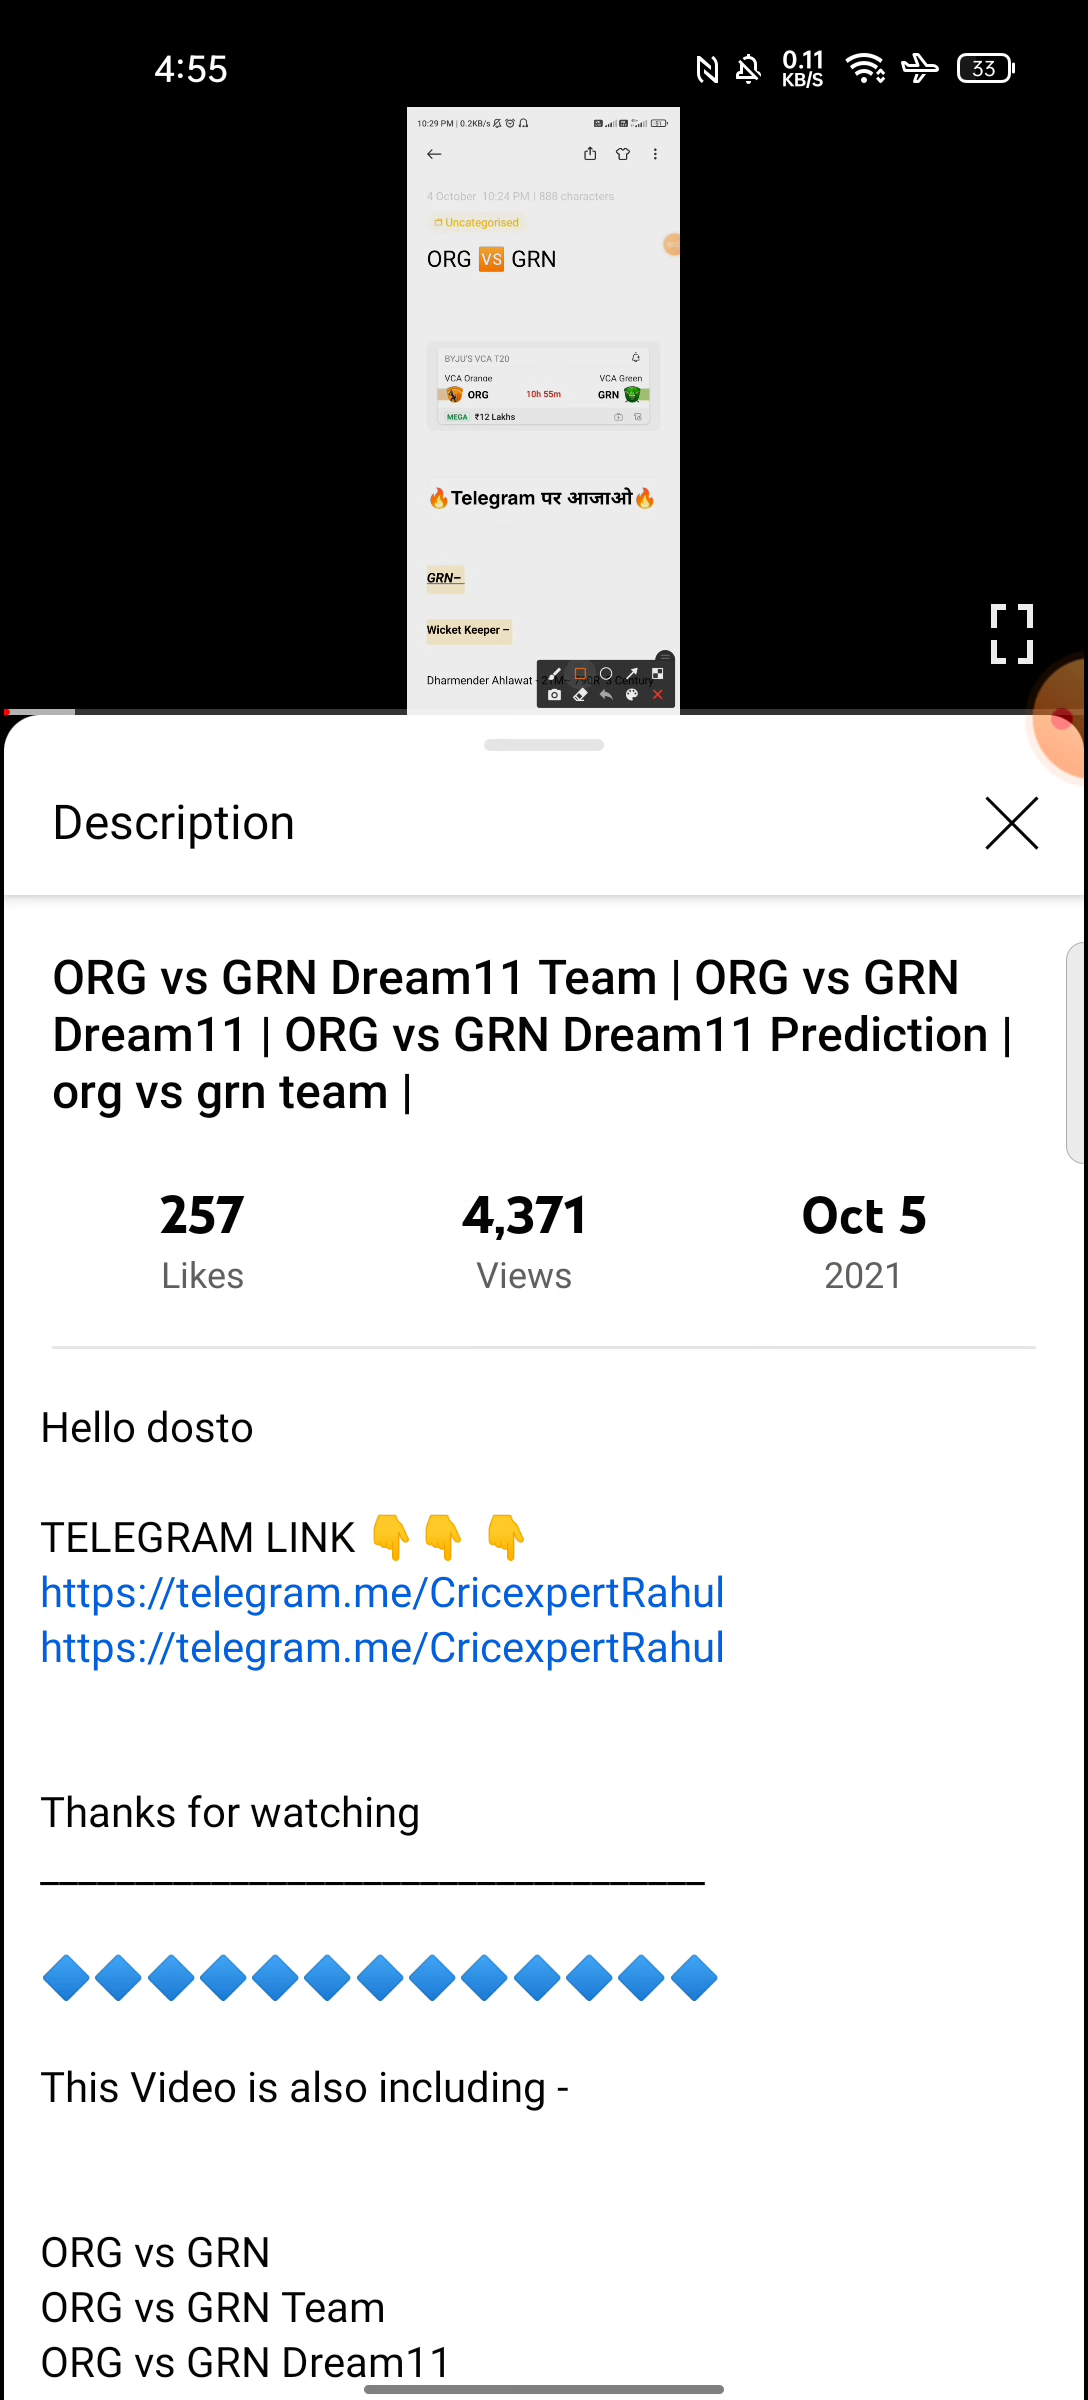 4:55
0.11
KB/S
33
10:29 PM | 0.2KB/s
4 October 10:24 PM | 888 characters
Uncategorised
ORG VS GRN
BYJU'S VCA T20
VCA Orange
VCA Green
ORG
10h 55m
GRN
MEGA ₹12 Lakhs
🔥Telegram पर आजाओ🔥
GRN–
Wicket Keeper –
Dharmender Ahlawat -
Description
ORG vs GRN Dream11 Team | ORG vs GRN
Dream11 | ORG vs GRN Dream11 Prediction |
org vs grn team |
257
Likes
4,371
Views
Oct 5
2021
Hello dosto
TELEGRAM LINK 👇👇 👇
https://telegram.me/CricexpertRahul
https://telegram.me/CricexpertRahul
Thanks for watching
________________________________
🔷🔷🔷🔷🔷🔷🔷🔷🔷🔷🔷🔷🔷
This Video is also including -
ORG vs GRN
ORG vs GRN Team
ORG vs GRN Dream11